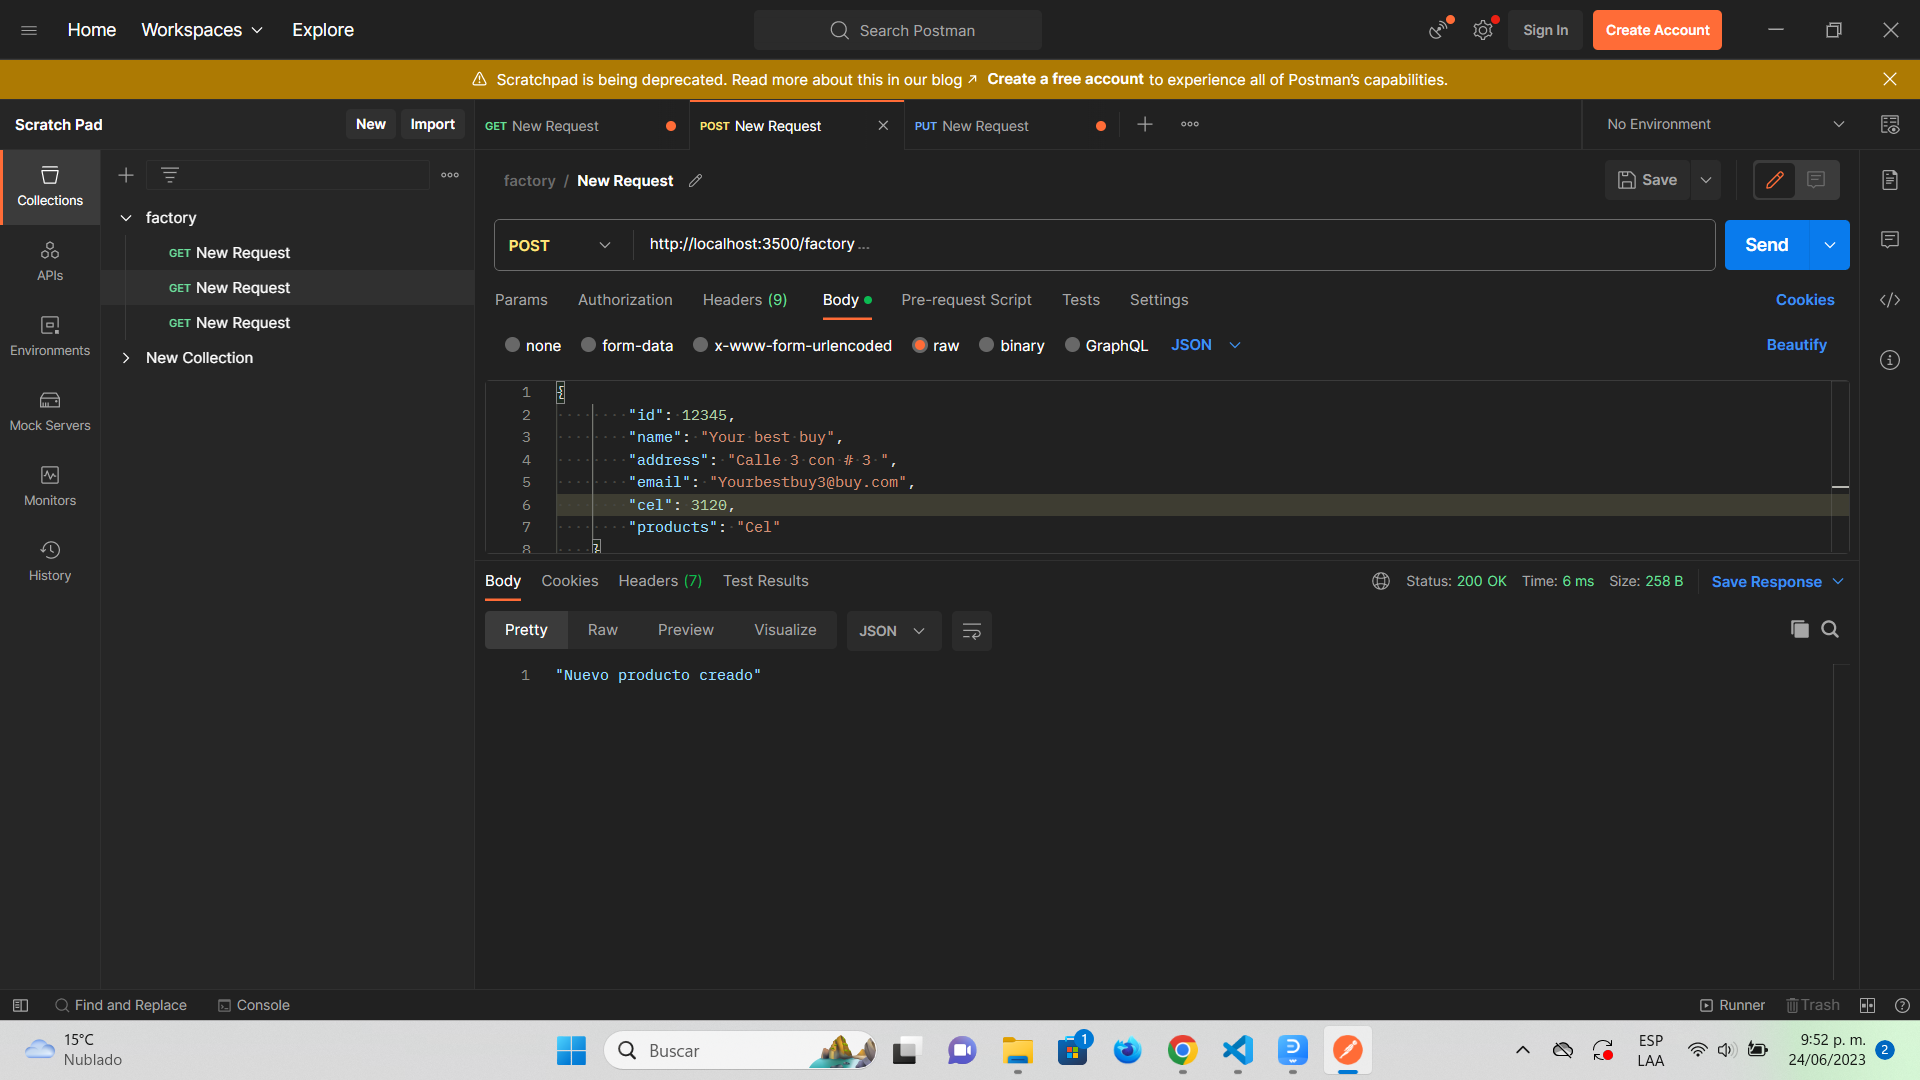 Home Workspaces Explore Search Postman Sign In Create Account
Scratchpad is being deprecated. Read more about this in our blog ↗ Create a free account to experience all of Postman's capabilities.
Scratch Pad New Import GET New Request POST New Request PUT New Request No Environment
factory / New Request Save
Collections
factory
GET New Request
GET New Request
GET New Request
New Collection
APIs
Environments
Mock Servers
Monitors
History
POST http://localhost:3500/factory ... Send
Params Authorization Headers (9) Body Pre-request Script Tests Settings Cookies
none form-data x-www-form-urlencoded raw binary GraphQL JSON Beautify
1 {
2 "id": 12345,
3 "name": "Your best buy",
4 "address": "Calle 3 con # 3 ",
5 "email": "Yourbestbuy3@buy.com",
6 "cel": 3120,
7 "products": "Cel"
8 }
Body Cookies Headers (7) Test Results Status: 200 OK Time: 6 ms Size: 258 B Save Response
Pretty Raw Preview Visualize JSON
1 "Nuevo producto creado"
Find and Replace Console Runner Trash
15°C
Nublado
Buscar
1
ESP
LAA
9:52 p. m.
24/06/2023
2